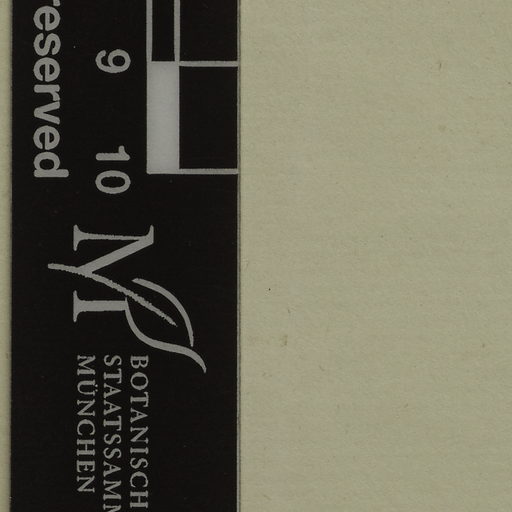 reserved
9 10
M
BOTANISCH
STAATSSAMM
MÜNCHEN